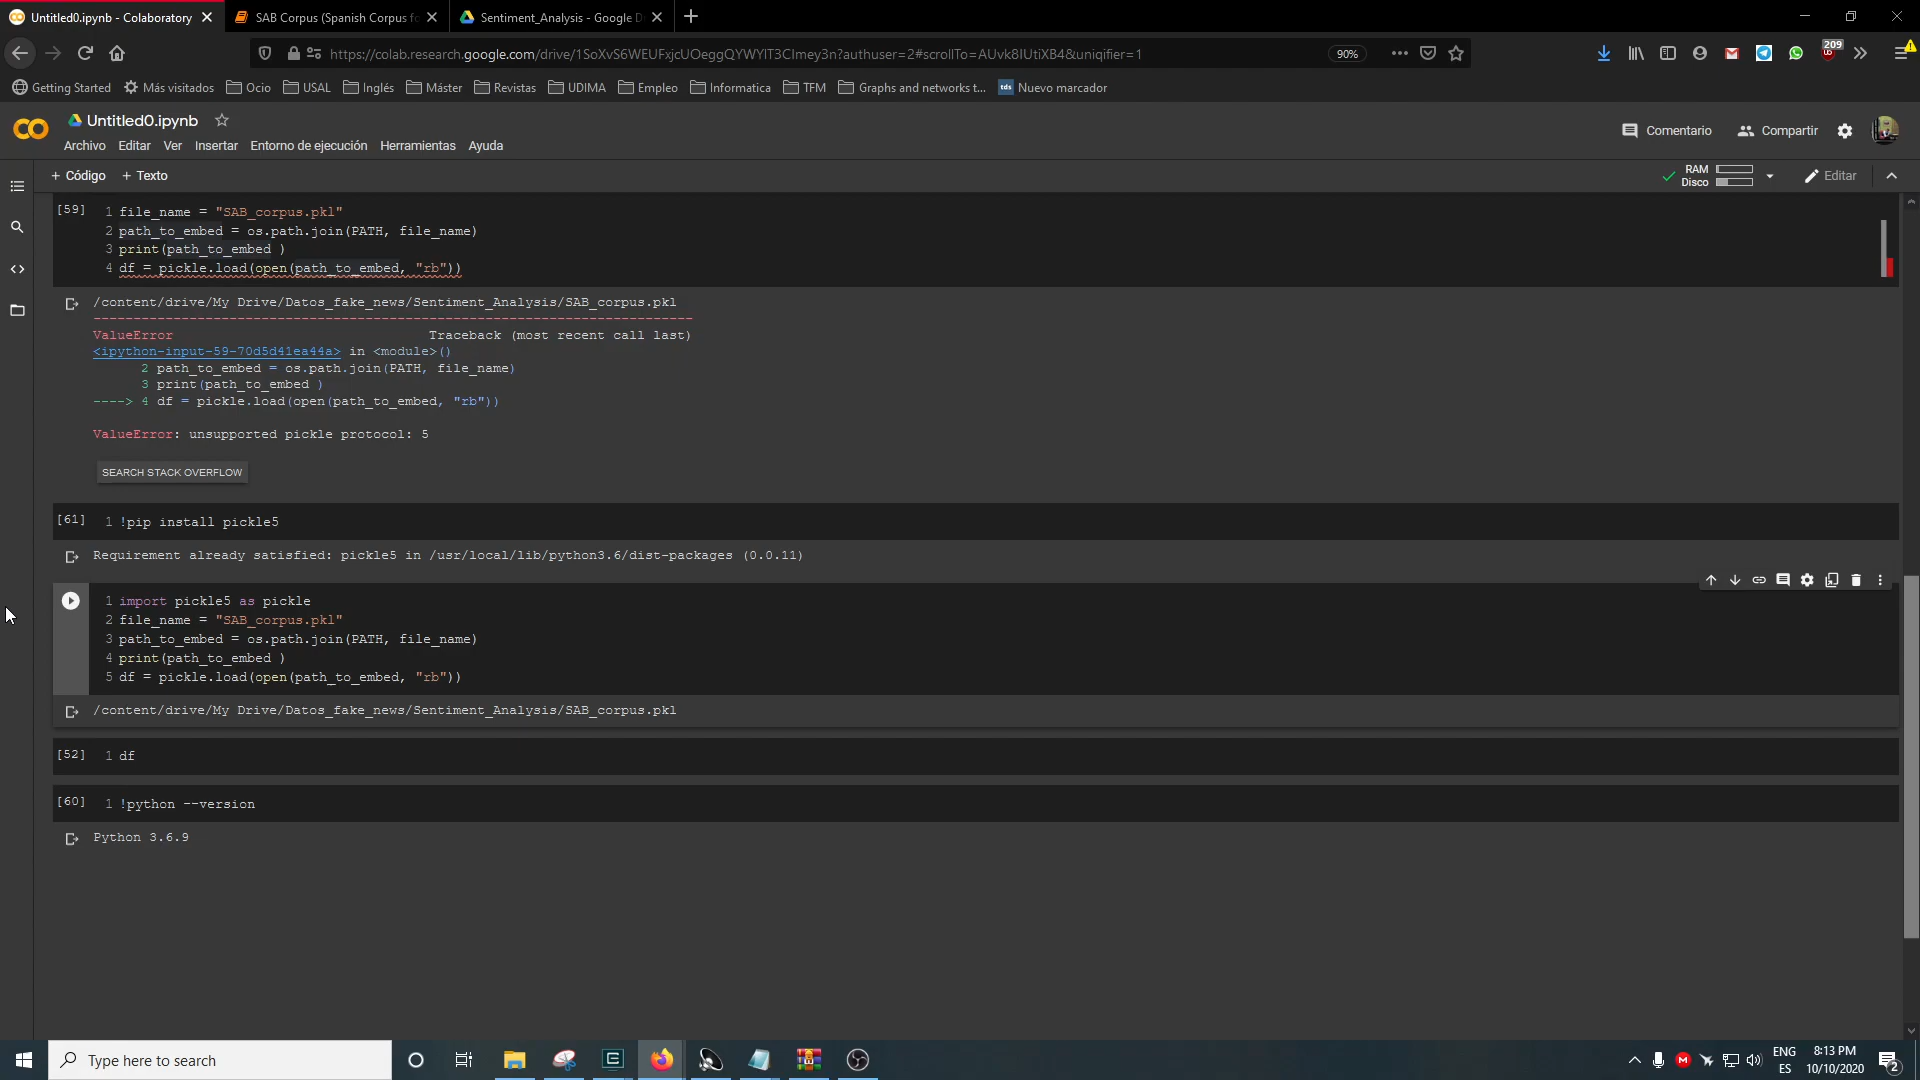 Untitled0.ipynb - Colaboratory
SAB Corpus (Spanish Corpus fo
Sentiment_Analysis - Google D
https://colab.research.google.com/drive/1SoXvS6WEUFxjcUOeggQYWYlT3CImey3n?authuser=2#scrollTo=AUvk8IUtiXB4&uniqifier=1
90%
209
Getting Started
Más visitados
Ocio
USAL
Inglés
Máster
Revistas
UDIMA
Empleo
Informatica
TFM
Graphs and networks t...
tds Nuevo marcador
Untitled0.ipynb
Comentario
Compartir
Archivo Editar Ver Insertar Entorno de ejecución Herramientas Ayuda
+ Código + Texto
RAM
Disco
Editar
[59] 1 file_name = "SAB_corpus.pkl"
2 path_to_embed = os.path.join(PATH, file_name)
3 print(path_to_embed )
4 df = pickle.load(open(path_to_embed, "rb"))
/content/drive/My Drive/Datos_fake_news/Sentiment_Analysis/SAB_corpus.pkl
---------------------------------------------------------------------------
ValueError Traceback (most recent call last)
<ipython-input-59-70d5d41ea44a> in <module>()
2 path_to_embed = os.path.join(PATH, file_name)
3 print(path_to_embed )
----> 4 df = pickle.load(open(path_to_embed, "rb"))
ValueError: unsupported pickle protocol: 5
SEARCH STACK OVERFLOW
[61] 1 !pip install pickle5
Requirement already satisfied: pickle5 in /usr/local/lib/python3.6/dist-packages (0.0.11)
1 import pickle5 as pickle
2 file_name = "SAB_corpus.pkl"
3 path_to_embed = os.path.join(PATH, file_name)
4 print(path_to_embed )
5 df = pickle.load(open(path_to_embed, "rb"))
/content/drive/My Drive/Datos_fake_news/Sentiment_Analysis/SAB_corpus.pkl
[52] 1 df
[60] 1 !python --version
Python 3.6.9
Type here to search
ENG
ES
8:13 PM
10/10/2020
2